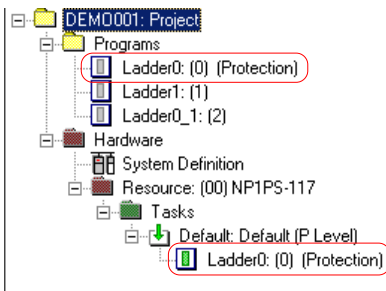 DEMO001: Project
Programs
Ladder0: (0) (Protection)
Ladder1: (1)
Ladder0_1: (2)
Hardware
System Definition
Resource: (00) NP1PS-117
Tasks
Default: Default (P Level)
Ladder0: (0) (Protection)